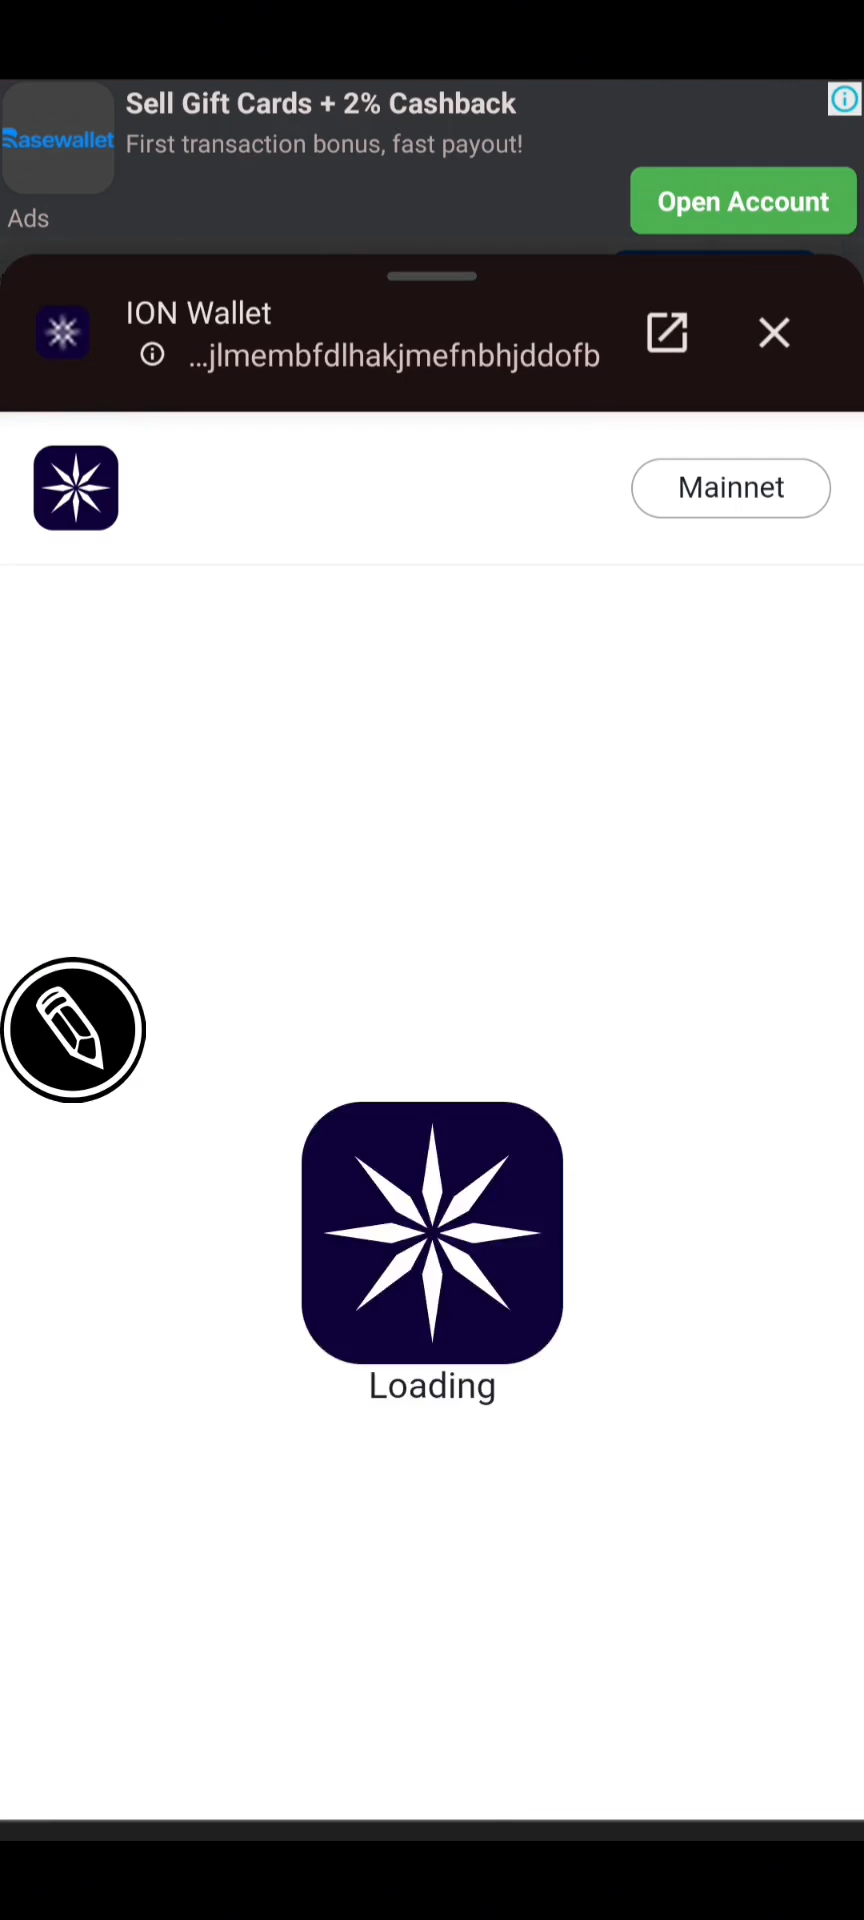 Sell Gift Cards + 2% Cashback
First transaction bonus, fast payout!
Basewallet
Open Account
Ads
ION Wallet
...jlmembfdlhakjmefnbhjddofb
Mainnet
Loading